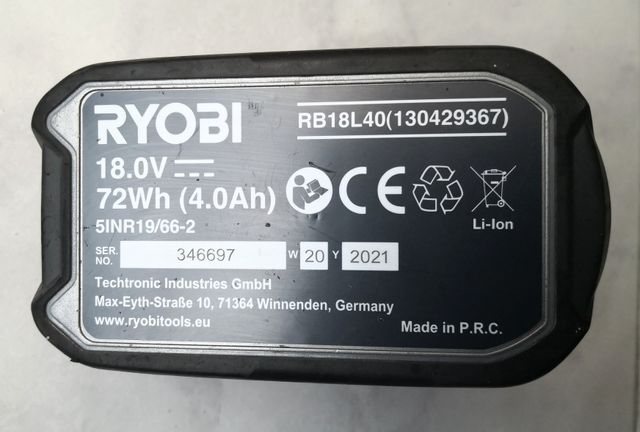 RYOBI
RB18L40(130429367)
18.0V
72Wh (4.0Ah)
5INR19/66-2
CE
Li-Ion
SER. NO. 346697 W 20 Y 2021
Techtronic Industries GmbH
Max-Eyth-Straße 10, 71364 Winnenden, Germany
www.ryobitools.eu
Made in P.R.C.